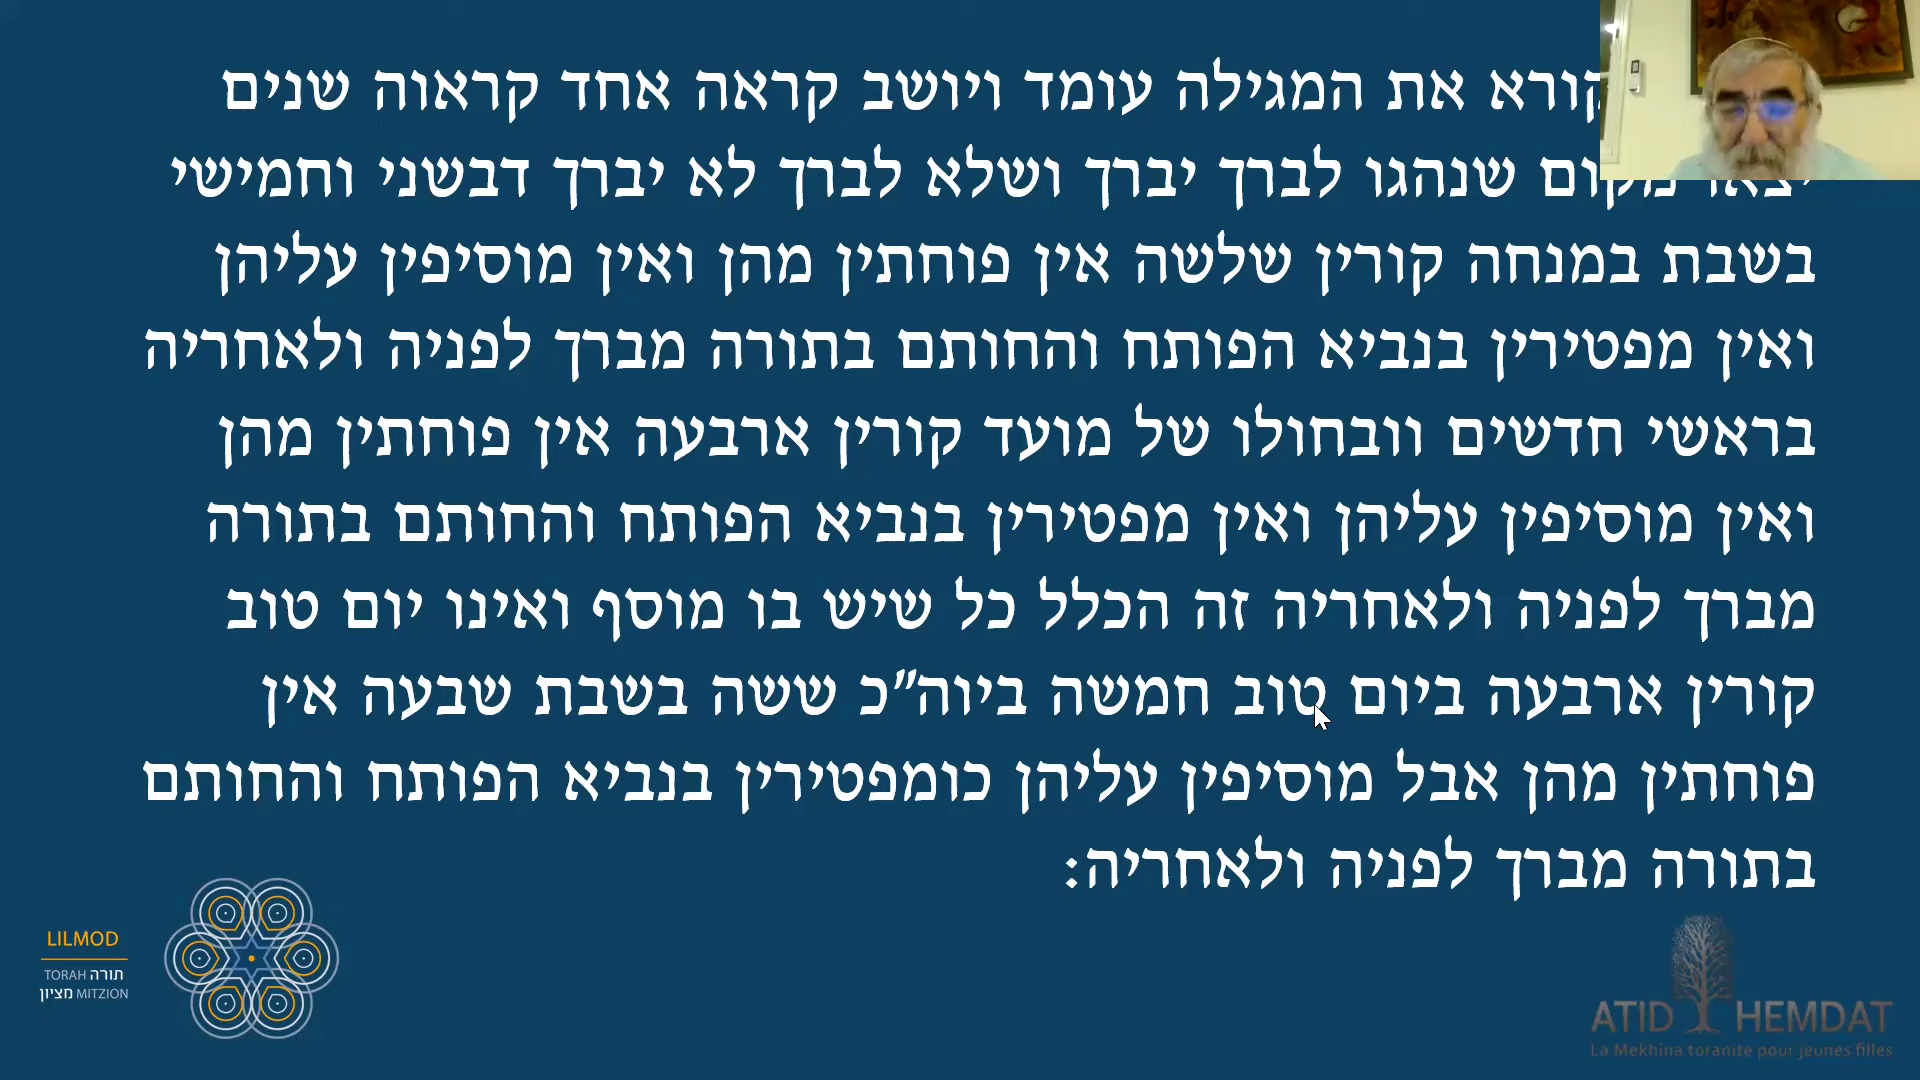 קורא את המגילה עומד ויושב קראה אחד קראוה שנים
יצאו מקום שנהגו לברך יברך ושלא לברך לא יברך דבשני וחמישי
בשבת במנחה קורין שלשה אין פוחתין מהן ואין מוסיפין עליהן
ואין מפטירין בנביא הפותח והחותם בתורה מברך לפניה ולאחריה
בראשי חדשים וובחולו של מועד קורין ארבעה אין פוחתין מהן
ואין מוסיפין עליהן ואין מפטירין בנביא הפותח והחותם בתורה
מברך לפניה ולאחריה זה הכלל כל שיש בו מוסף ואינו יום טוב
קורין ארבעה ביום טוב חמשה ביוה״כ ששה בשבת שבעה אין
פוחתין מהן אבל מוסיפין עליהן כומפטירין בנביא הפותח והחותם
בתורה מברך לפניה ולאחריה:
LILMOD
TORAH תורה
מציון MITZION
ATID HEMDAT
La Mekhina toranite pour jeunes filles